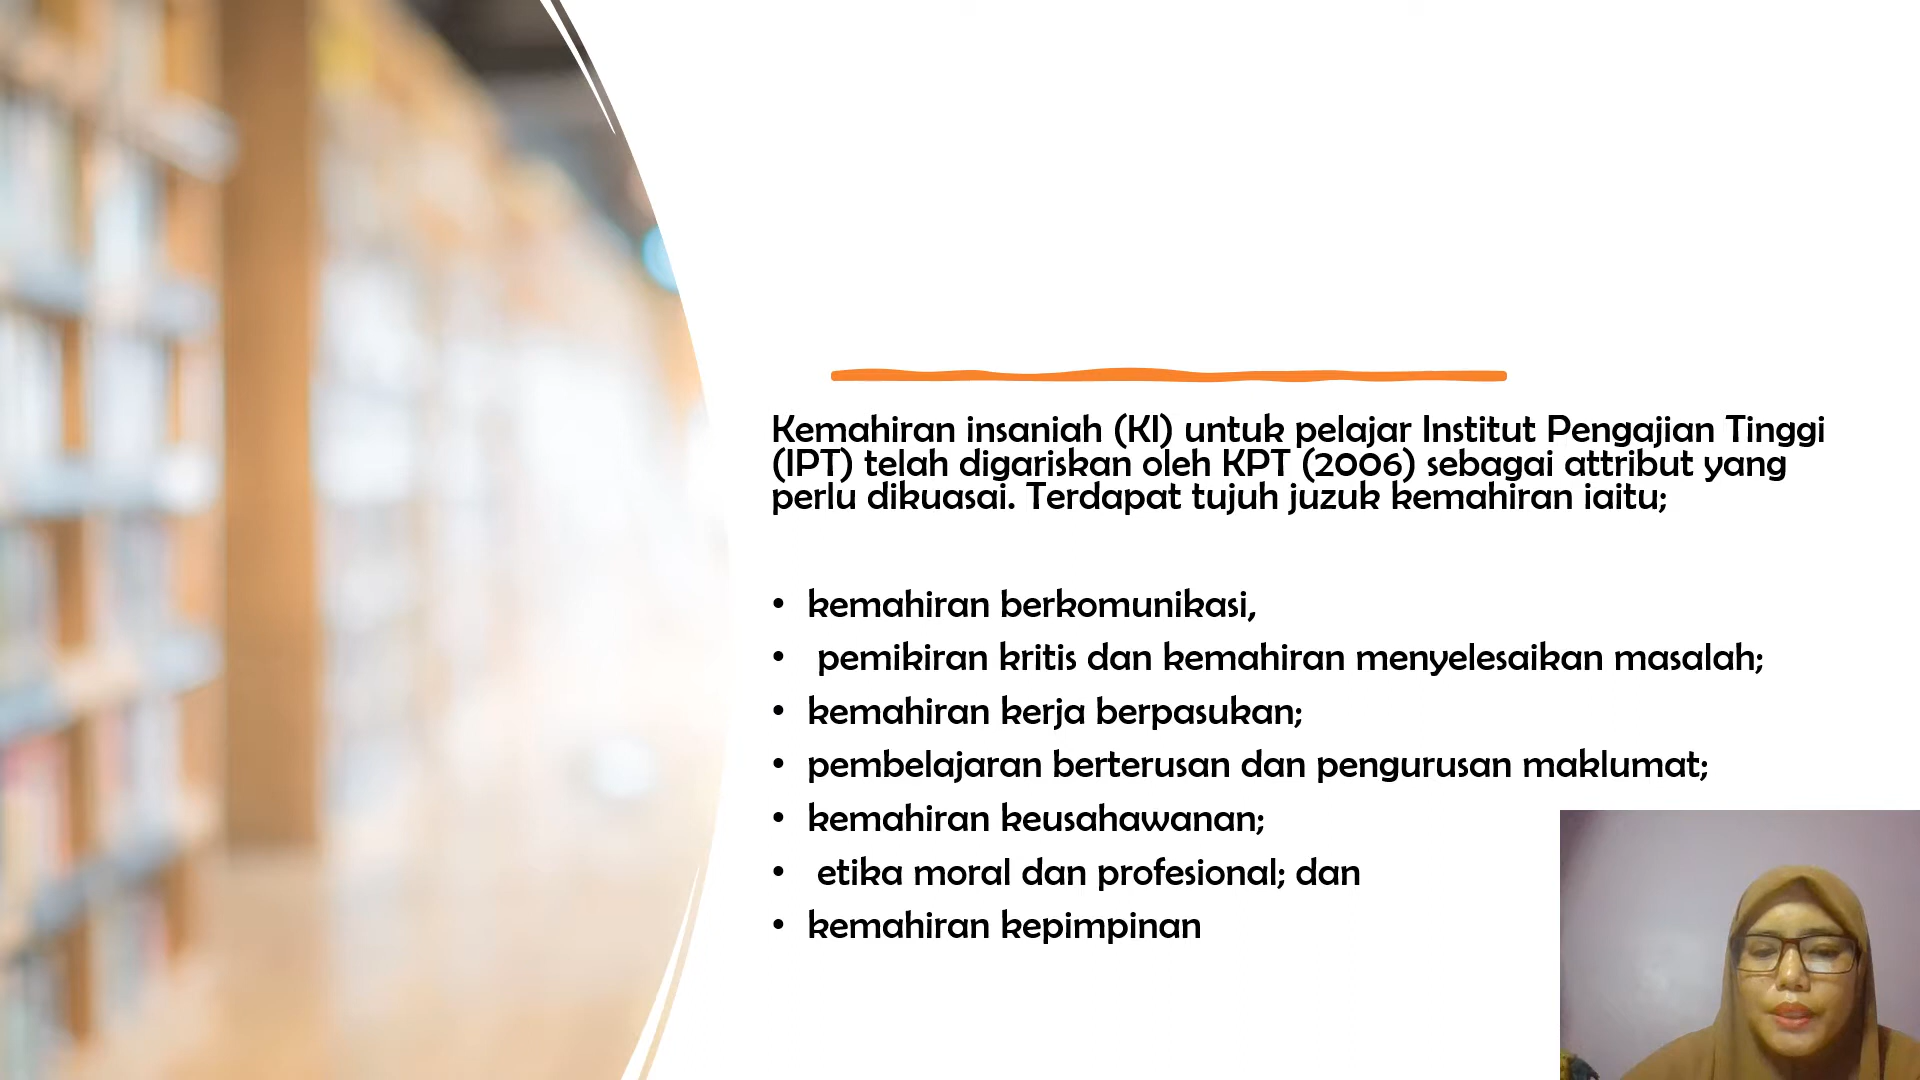 Kemahiran insaniah (KI) untuk pelajar Institut Pengajian Tinggi
(IPT) telah digariskan oleh KPT (2006) sebagai attribut yang
perlu dikuasai. Terdapat tujuh juzuk kemahiran iaitu;
• kemahiran berkomunikasi,
• pemikiran kritis dan kemahiran menyelesaikan masalah;
• kemahiran kerja berpasukan;
• pembelajaran berterusan dan pengurusan maklumat;
• kemahiran keusahawanan;
• etika moral dan profesional; dan
• kemahiran kepimpinan